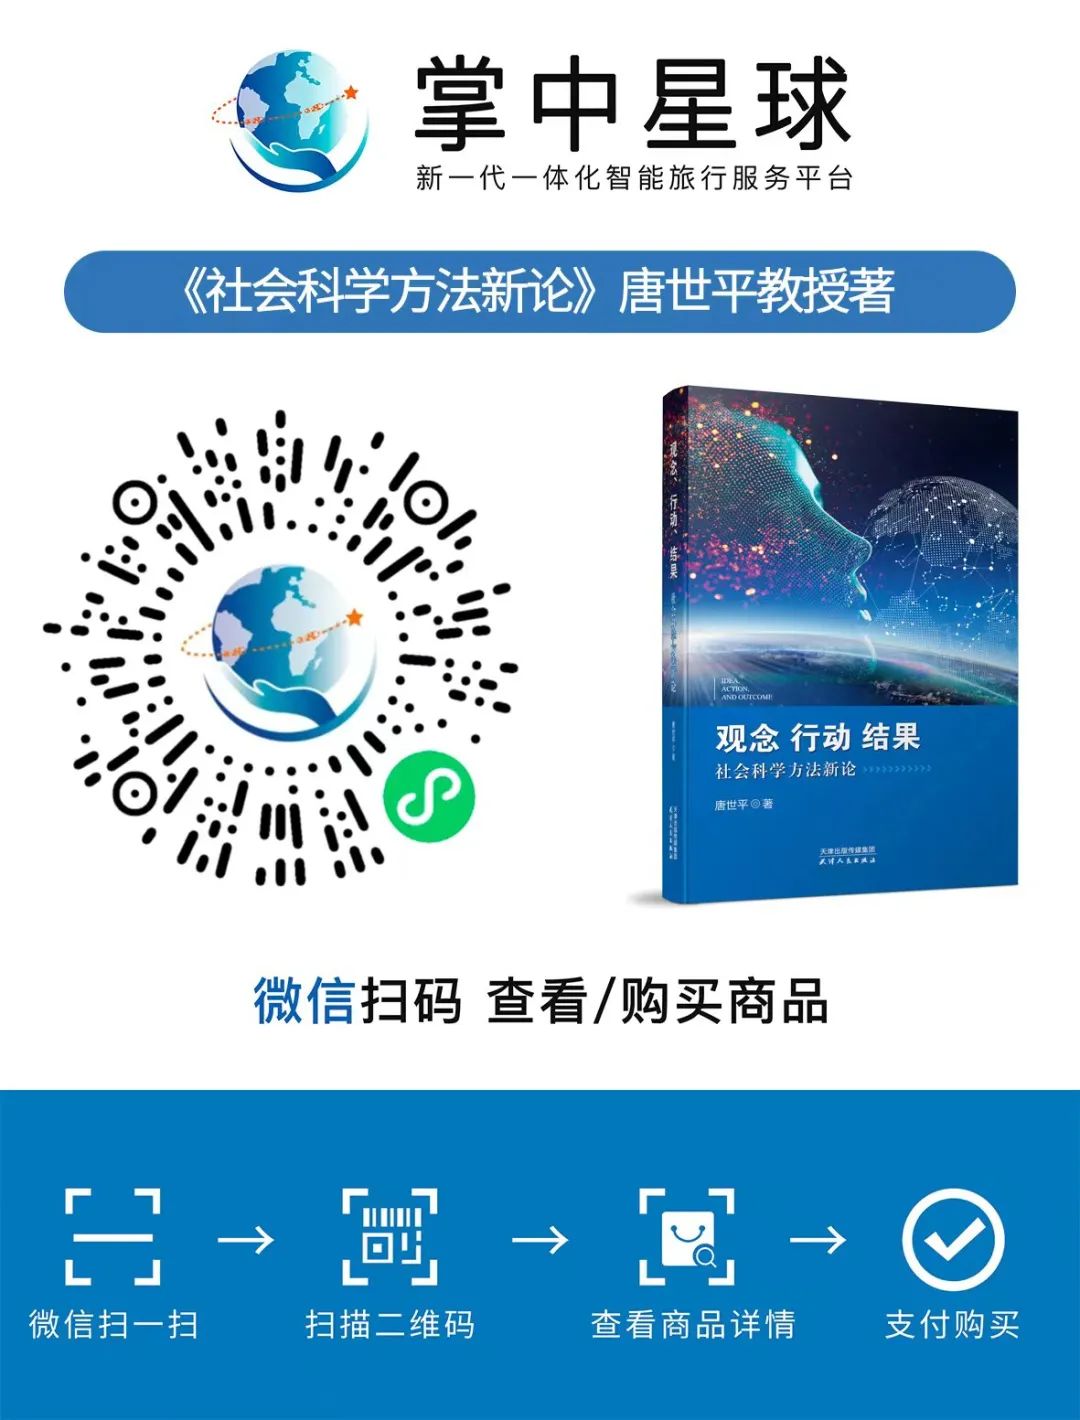 掌中星球
新一代一体化智能旅行服务平台
《社会科学方法新论》唐世平教授著
观念、行动、结果
IDEA,
ACTION,
AND OUTCOME
观念 行动 结果
社会科学方法新论
唐世平◎著
天津出版传媒集团
天津人民出版社
微信扫码 查看/购买商品
微信扫一扫
扫描二维码
查看商品详情
支付购买